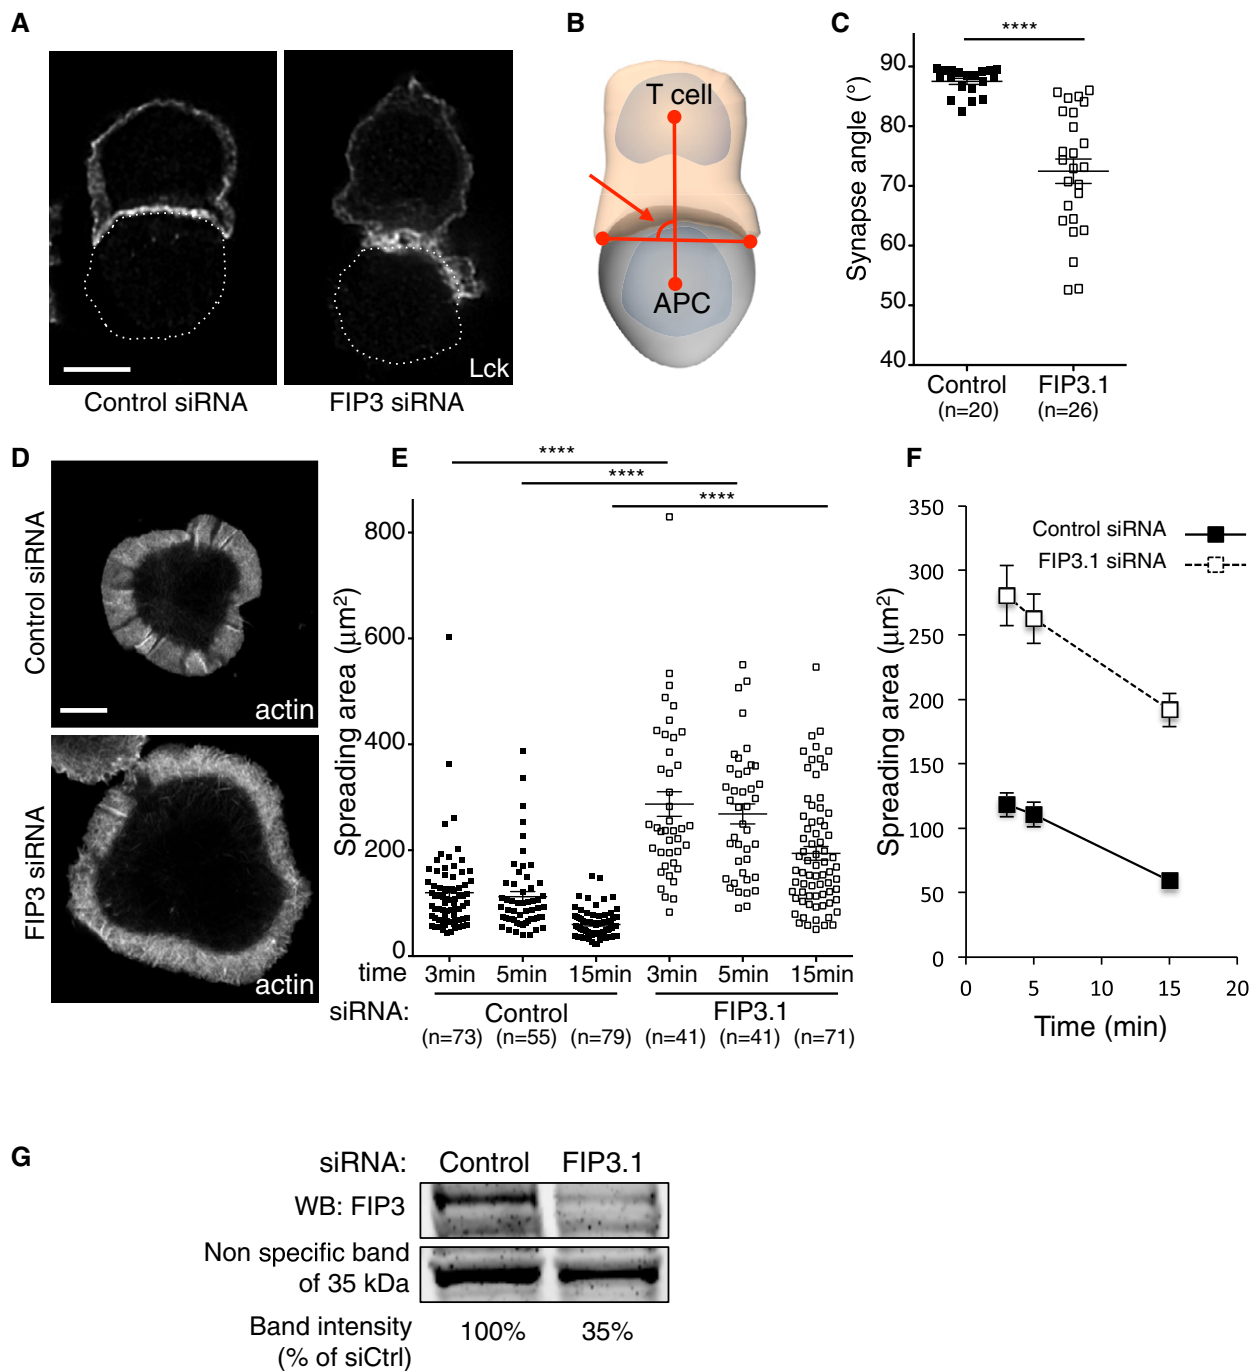 A
Control siRNA
FIP3 siRNA
Lck
B
T cell
APC
C
****
Synapse angle (°)
90
80
70
60
50
40
Control
(n=20)
FIP3.1
(n=26)
D
Control siRNA
actin
FIP3 siRNA
actin
E
****
****
****
Spreading area (μm²)
800
600
400
200
0
time 3min 5min 15min 3min 5min 15min
siRNA: Control FIP3.1
(n=73) (n=55) (n=79) (n=41) (n=41) (n=71)
F
Control siRNA
FIP3.1 siRNA
Spreading area (μm²)
350
300
250
200
150
100
50
0
0 5 10 15 20
Time (min)
G
siRNA: Control FIP3.1
WB: FIP3
Non specific band
of 35 kDa
Band intensity
(% of siCtrl)
100% 35%